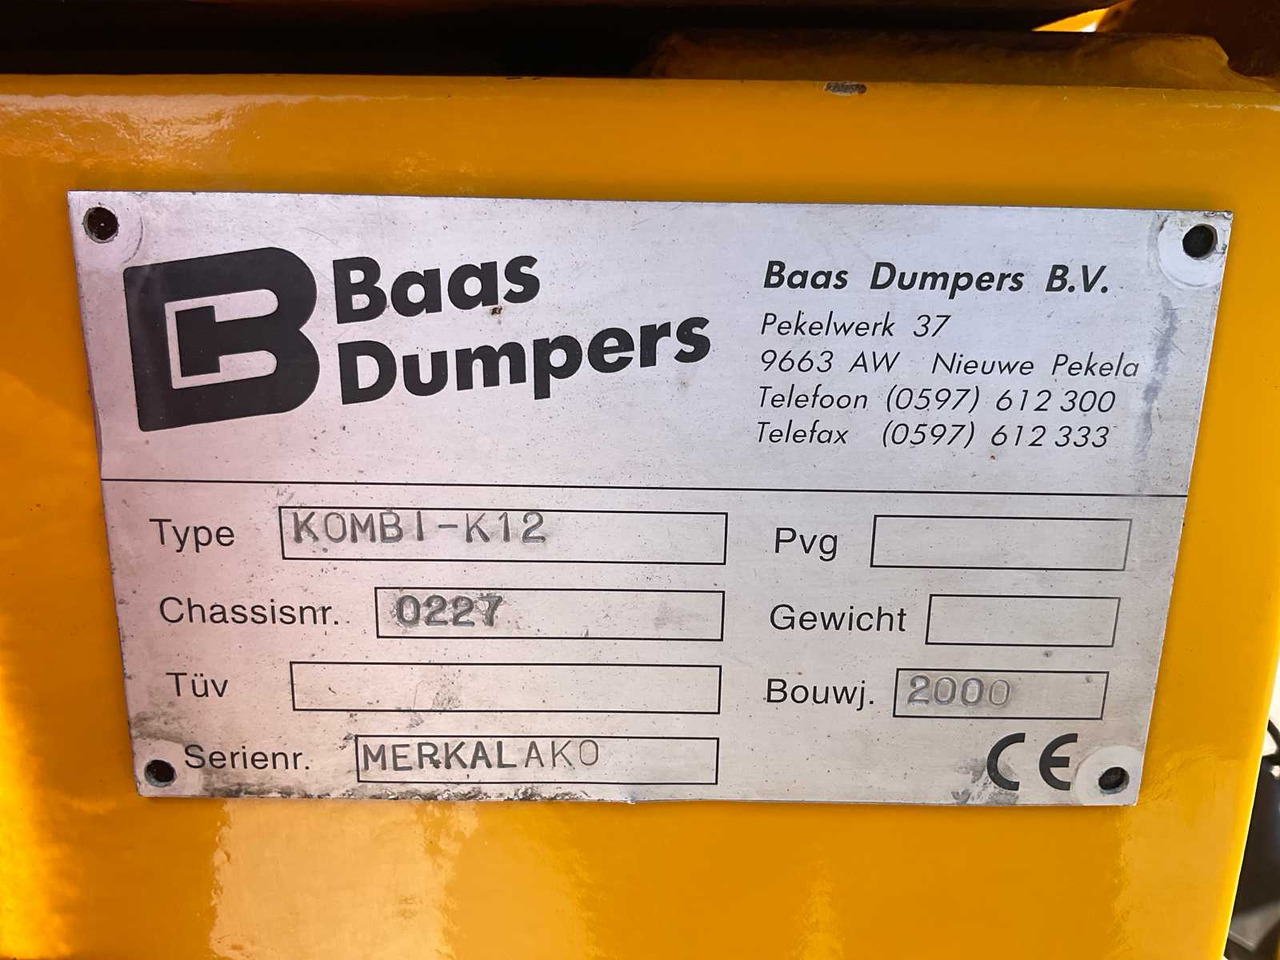 Baas
Dumpers
Baas Dumpers B.V.
Pekelwerk 37
9663 AW Nieuwe Pekela
Telefoon (0597) 612 300
Telefax (0597) 612 333
Type KOMBI-K12
Pvg
Chassisnr. 0227
Gewicht
Tüv
Bouwj. 2000
Serienr. MERKALAKO
CE